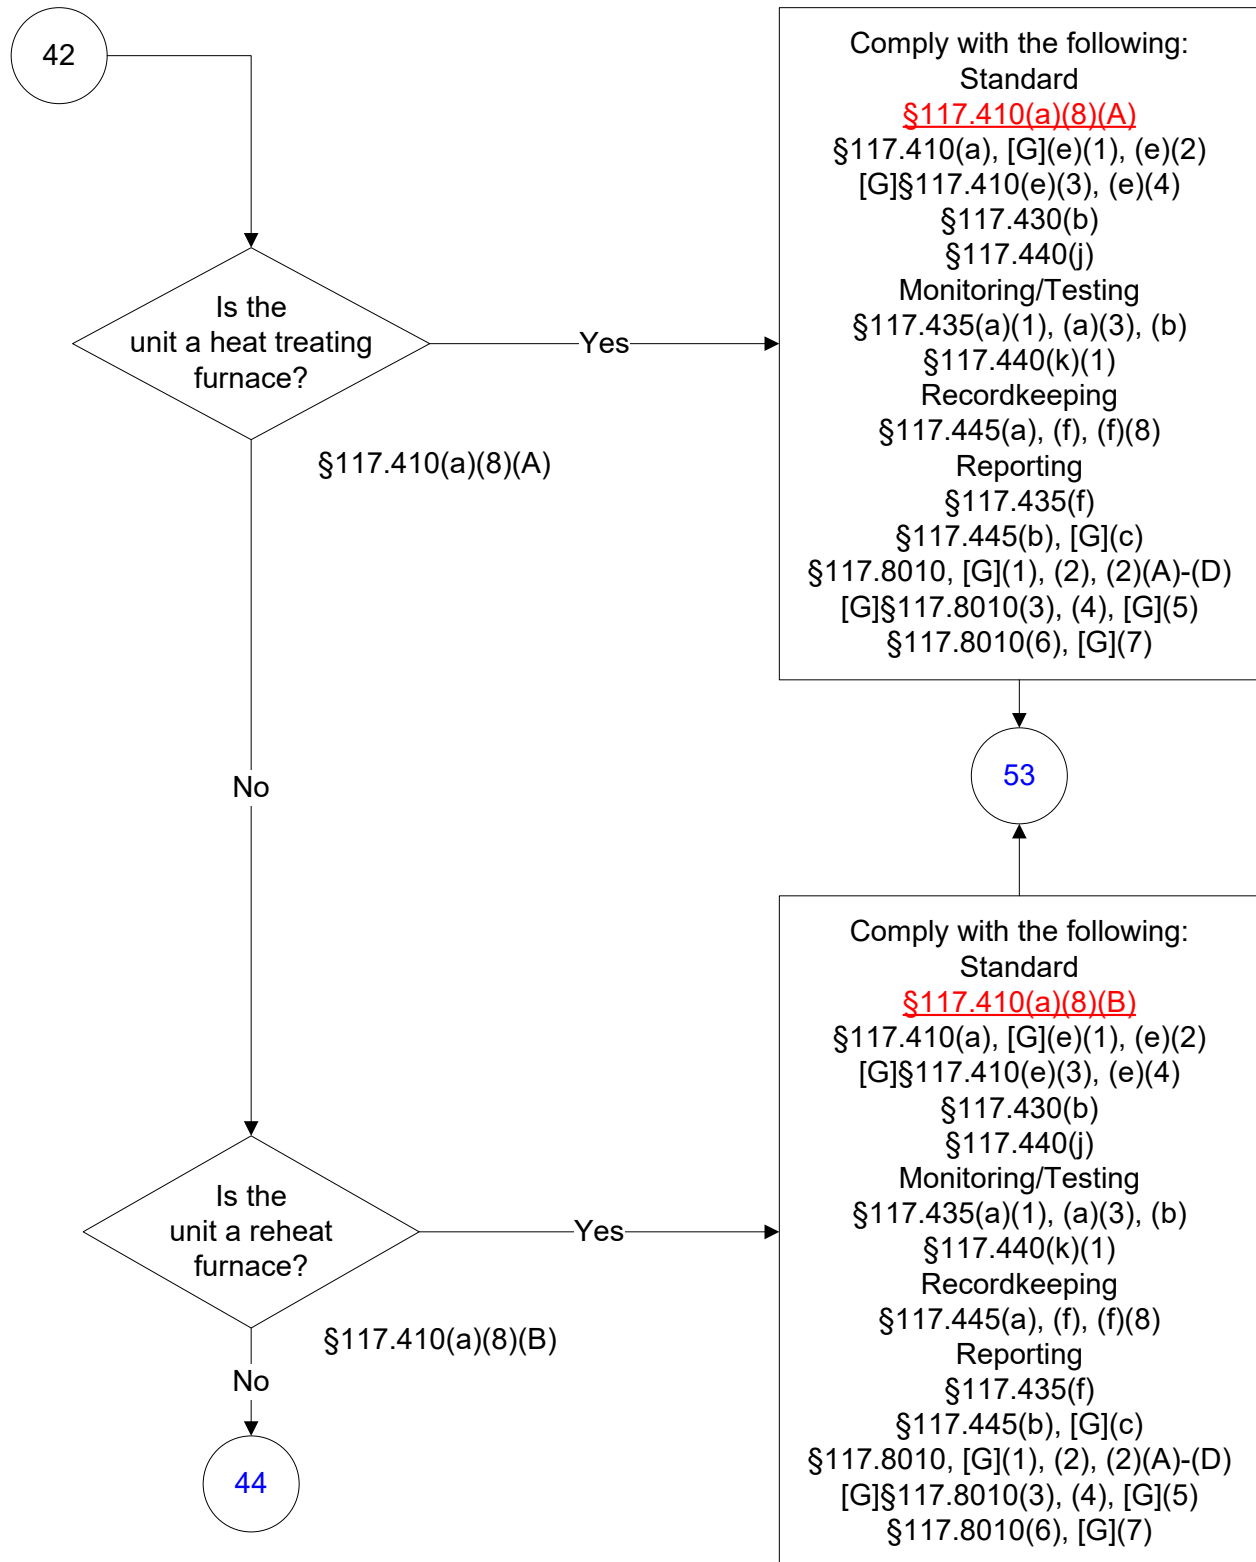 42
Is the
unit a heat treating
furnace?
Yes
§117.410(a)(8)(A)
No
Comply with the following:
Standard
§117.410(a)(8)(A)
§117.410(a), [G](e)(1), (e)(2)
[G]§117.410(e)(3), (e)(4)
§117.430(b)
§117.440(j)
Monitoring/Testing
§117.435(a)(1), (a)(3), (b)
§117.440(k)(1)
Recordkeeping
§117.445(a), (f), (f)(8)
Reporting
§117.435(f)
§117.445(b), [G](c)
§117.8010, [G](1), (2), (2)(A)-(D)
[G]§117.8010(3), (4), [G](5)
§117.8010(6), [G](7)
53
Is the
unit a reheat
furnace?
Yes
§117.410(a)(8)(B)
No
44
Comply with the following:
Standard
§117.410(a)(8)(B)
§117.410(a), [G](e)(1), (e)(2)
[G]§117.410(e)(3), (e)(4)
§117.430(b)
§117.440(j)
Monitoring/Testing
§117.435(a)(1), (a)(3), (b)
§117.440(k)(1)
Recordkeeping
§117.445(a), (f), (f)(8)
Reporting
§117.435(f)
§117.445(b), [G](c)
§117.8010, [G](1), (2), (2)(A)-(D)
[G]§117.8010(3), (4), [G](5)
§117.8010(6), [G](7)